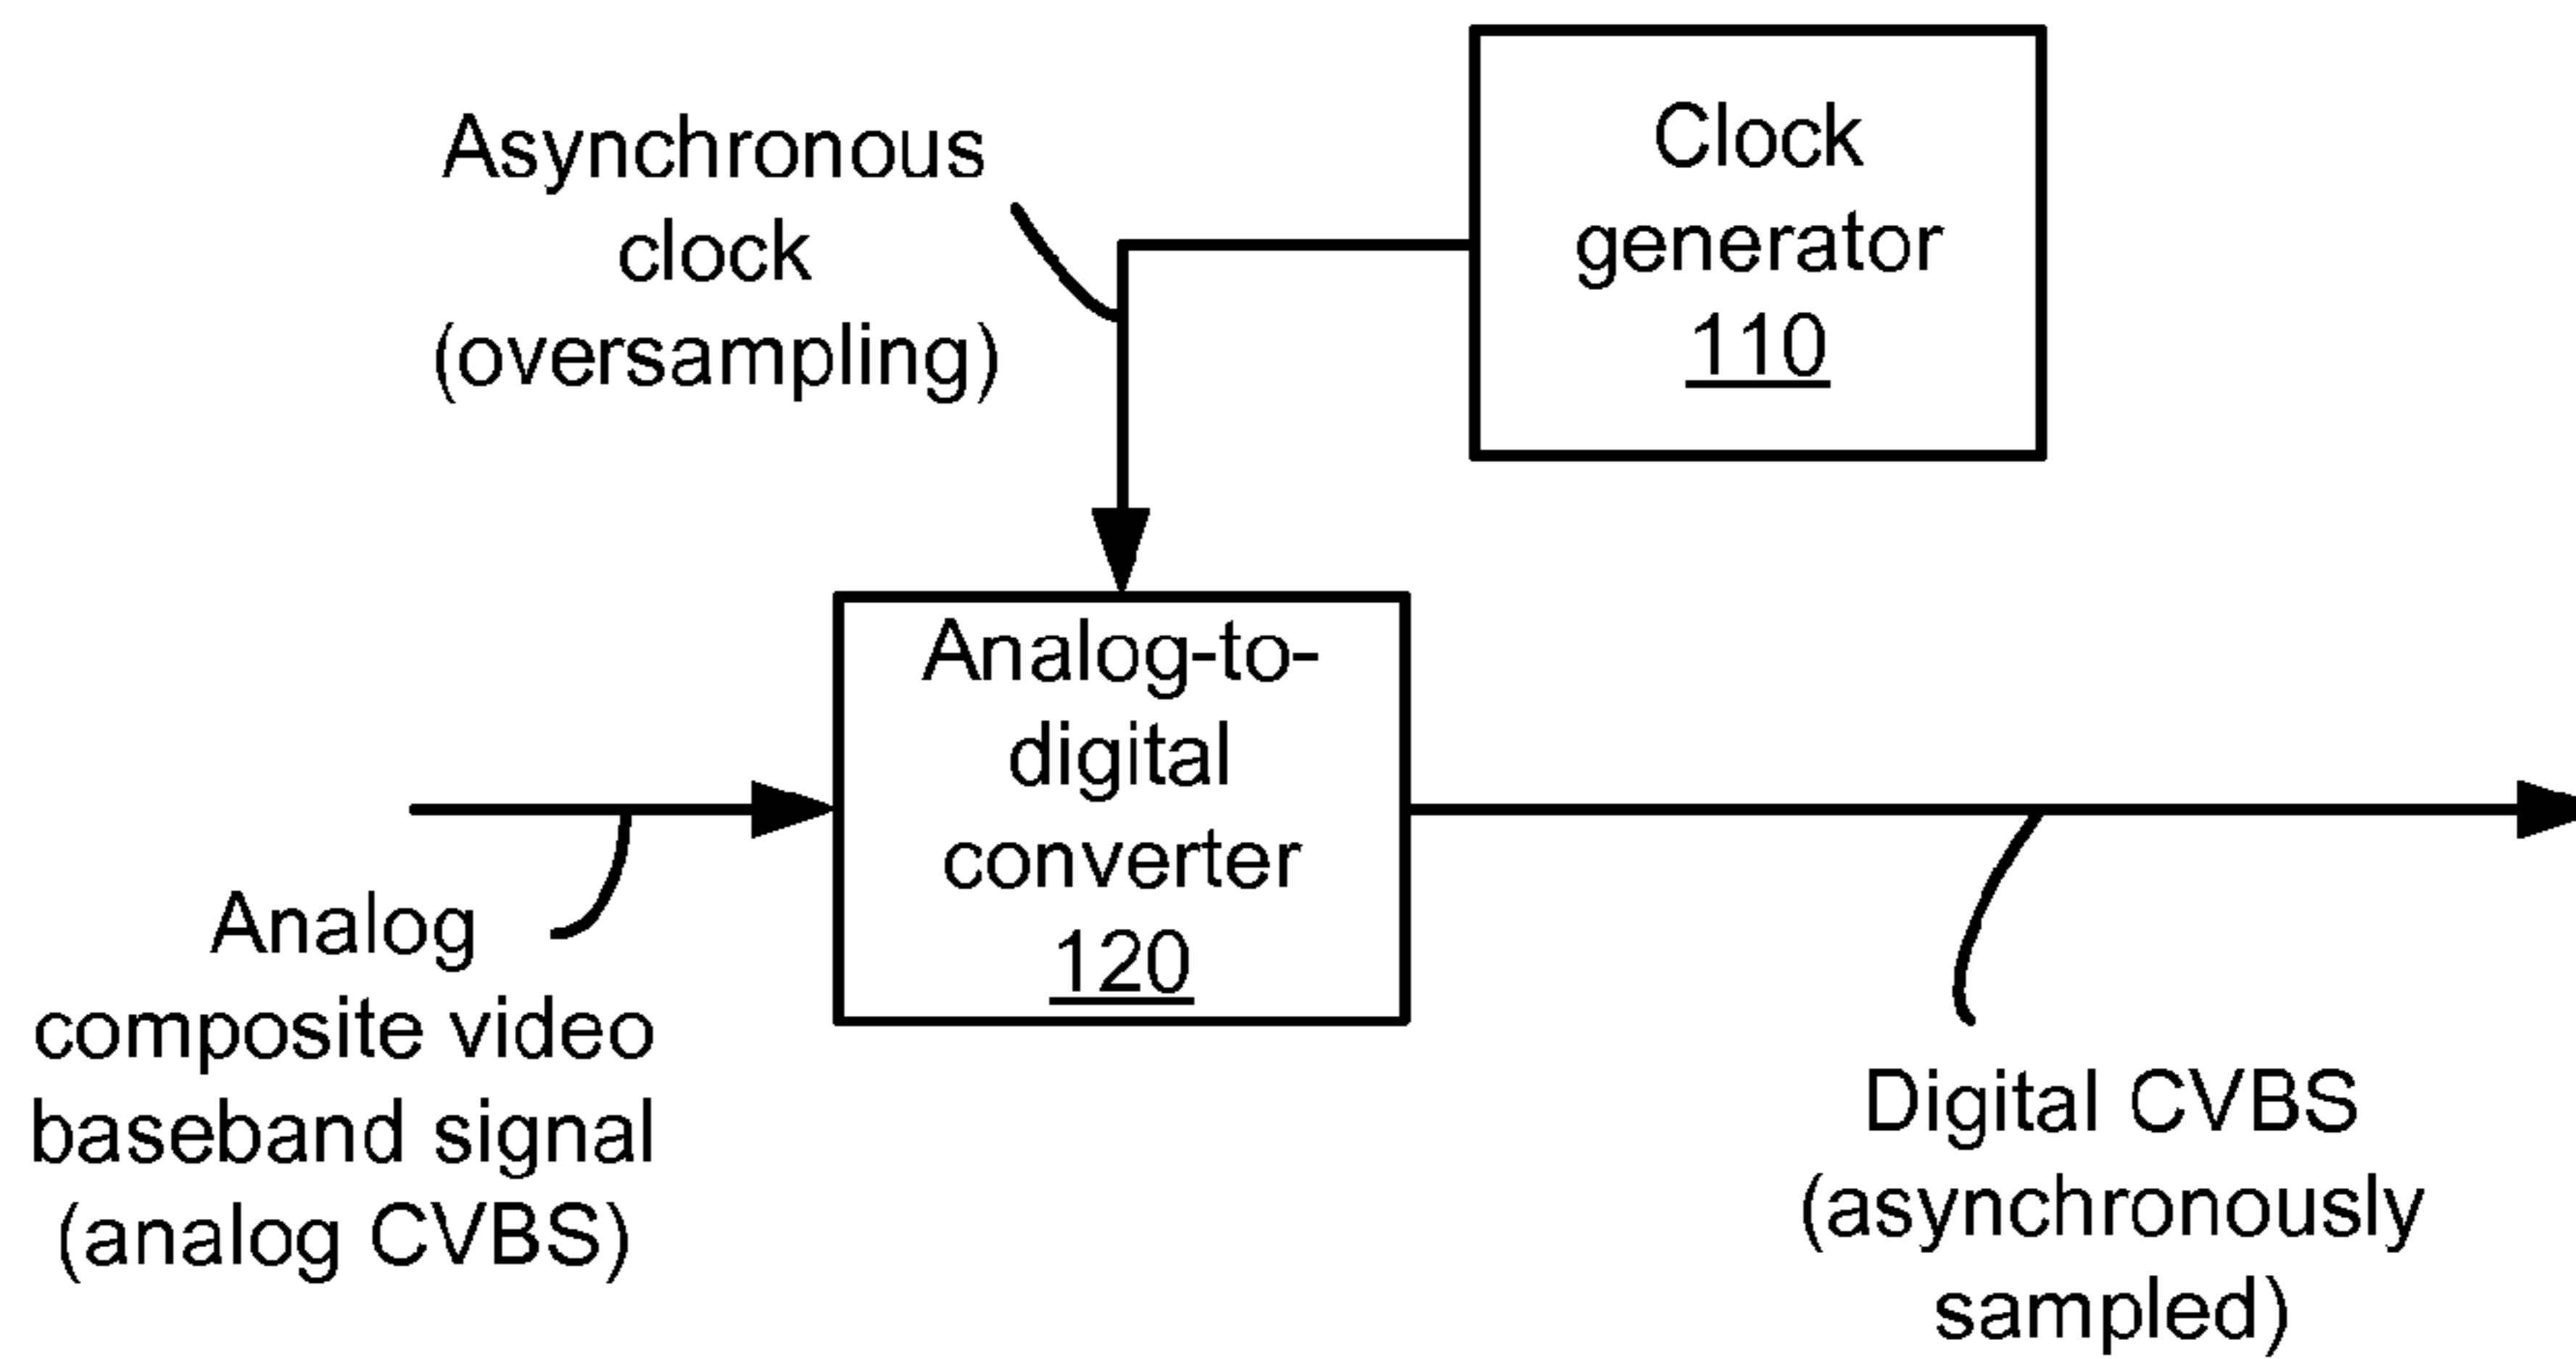 Asynchronous
clock
(oversampling)
Clock
generator
110
Analog-to-
digital
converter
120
Analog
composite video
baseband signal
(analog CVBS)
Digital CVBS
(asynchronously
sampled)